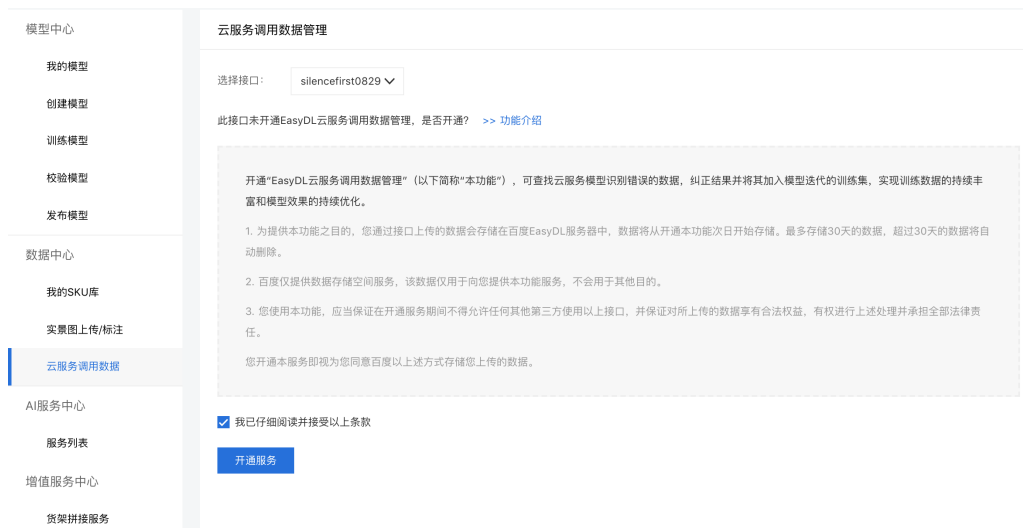 模型中心
我的模型
创建模型
训练模型
校验模型
发布模型
数据中心
我的SKU库
实景图上传/标注
云服务调用数据
AI服务中心
服务列表
增值服务中心
货架拼接服务
云服务调用数据管理
选择接口：
silencefirst0829
此接口未开通EasyDL云服务调用数据管理，是否开通？ >> 功能介绍
开通“EasyDL云服务调用数据管理”（以下简称“本功能”），可查找云服务模型识别错误的数据，纠正结果并将其加入模型迭代的训练集，实现训练数据的持续丰
富和模型效果的持续优化。
1. 为提供本功能之目的，您通过接口上传的数据会存储在百度EasyDL服务器中，数据将从开通本功能次日开始存储。最多存储30天的数据，超过30天的数据将自
动删除。
2. 百度仅提供数据存储空间服务，该数据仅用于向您提供本功能服务，不会用于其他目的。
3. 您使用本功能，应当保证在开通服务期间不得允许任何其他第三方使用以上接口，并保证对所上传的数据享有合法权益，有权进行上述处理并承担全部法律责
任。
您开通本服务即视为您同意百度以上述方式存储您上传的数据。
我已仔细阅读并接受以上条款
开通服务